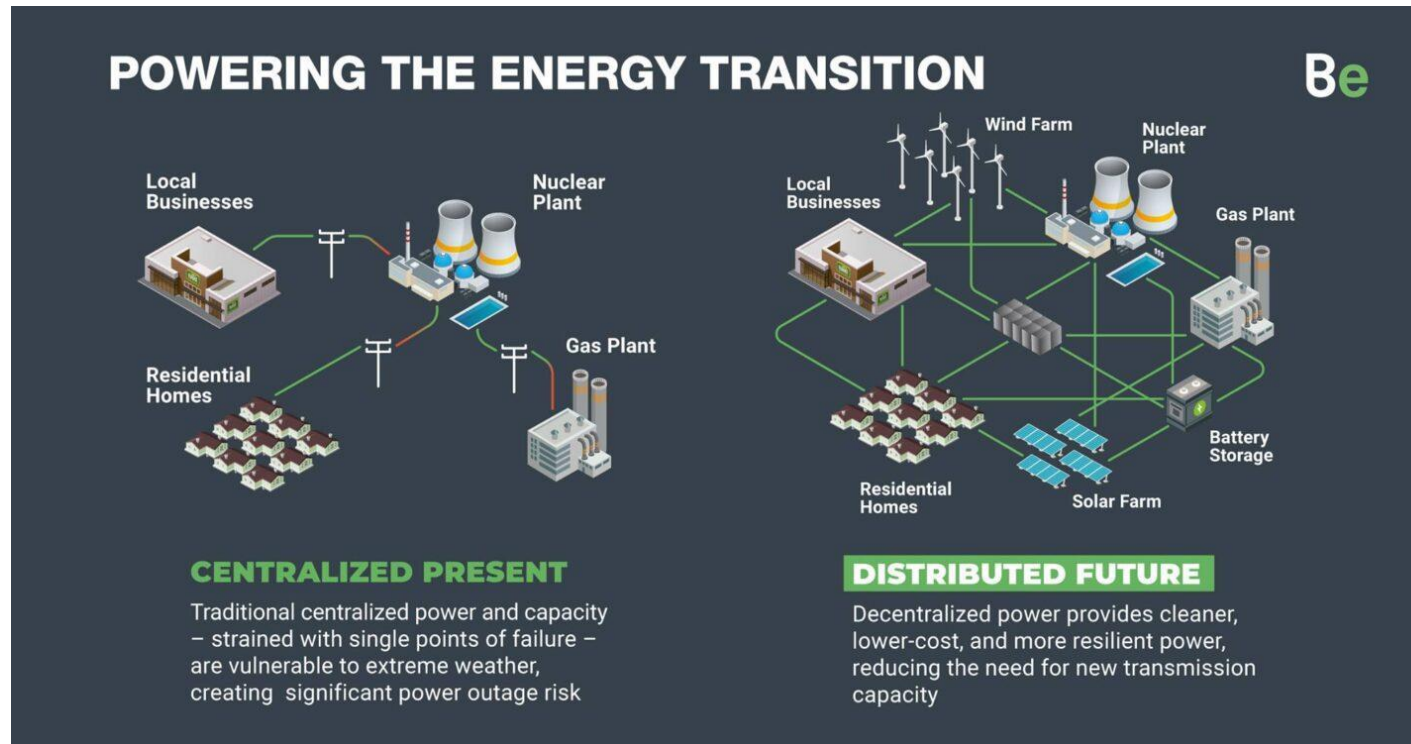 POWERING THE ENERGY TRANSITION
Be
Local
Businesses
Nuclear
Plant
Residential
Homes
Gas Plant
Wind Farm
Nuclear
Plant
Local
Businesses
Gas Plant
Battery
Storage
Residential
Homes
Solar Farm
CENTRALIZED PRESENT
Traditional centralized power and capacity
– strained with single points of failure –
are vulnerable to extreme weather,
creating significant power outage risk
DISTRIBUTED FUTURE
Decentralized power provides cleaner,
lower-cost, and more resilient power,
reducing the need for new transmission
capacity